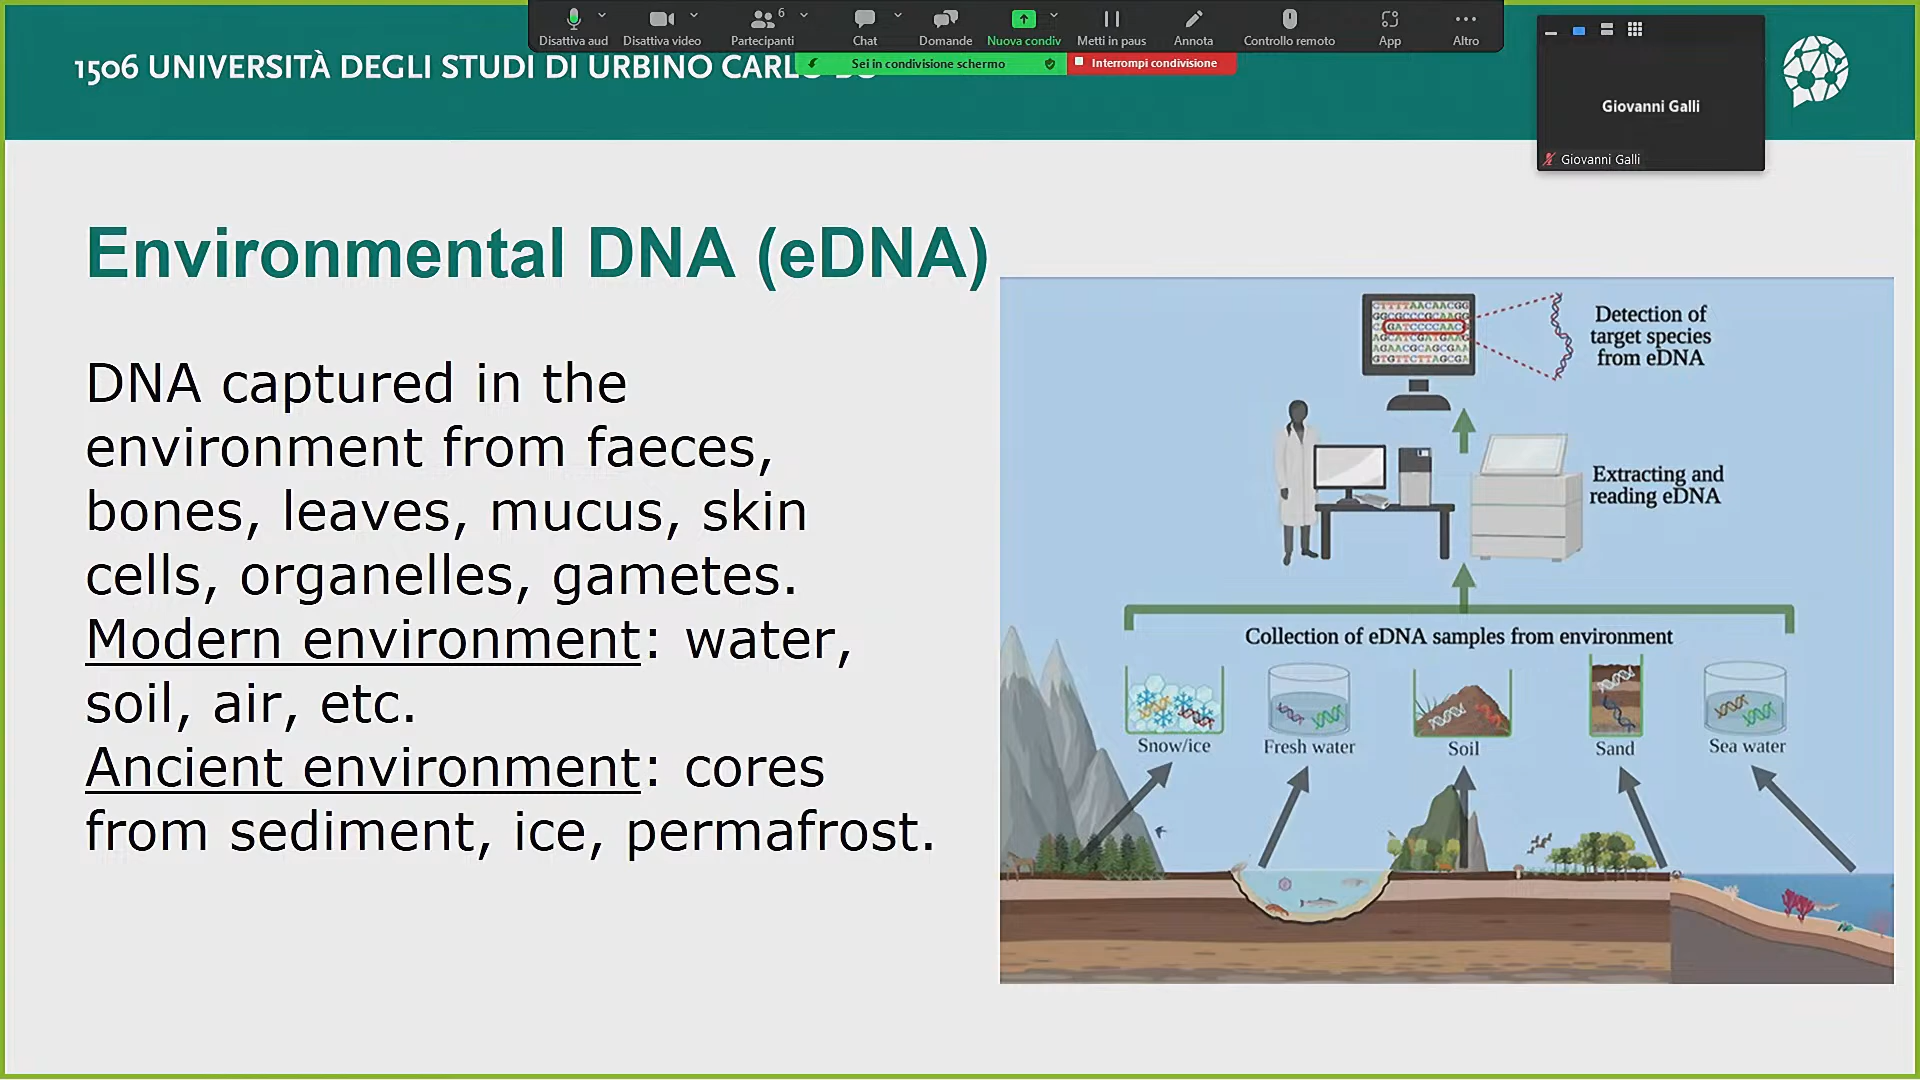 6
Disattiva aud
Disattiva video
Partecipanti
Chat
Domande
Nuova condiv
Metti in paus
Annota
Controllo remoto
App
Altro
Sei in condivisione schermo
Interrompi condivisione
1506 UNIVERSITÀ DEGLI STUDI DI URBINO
Giovanni Galli
Giovanni Galli
Environmental DNA (eDNA)
DNA captured in the
environment from faeces,
bones, leaves, mucus, skin
cells, organelles, gametes.
Modern environment: water,
soil, air, etc.
Ancient environment: cores
from sediment, ice, permafrost.
Detection of
target species
from eDNA
Extracting and
reading eDNA
Collection of eDNA samples from environment
Snow/ice
Fresh water
Soil
Sand
Sea water